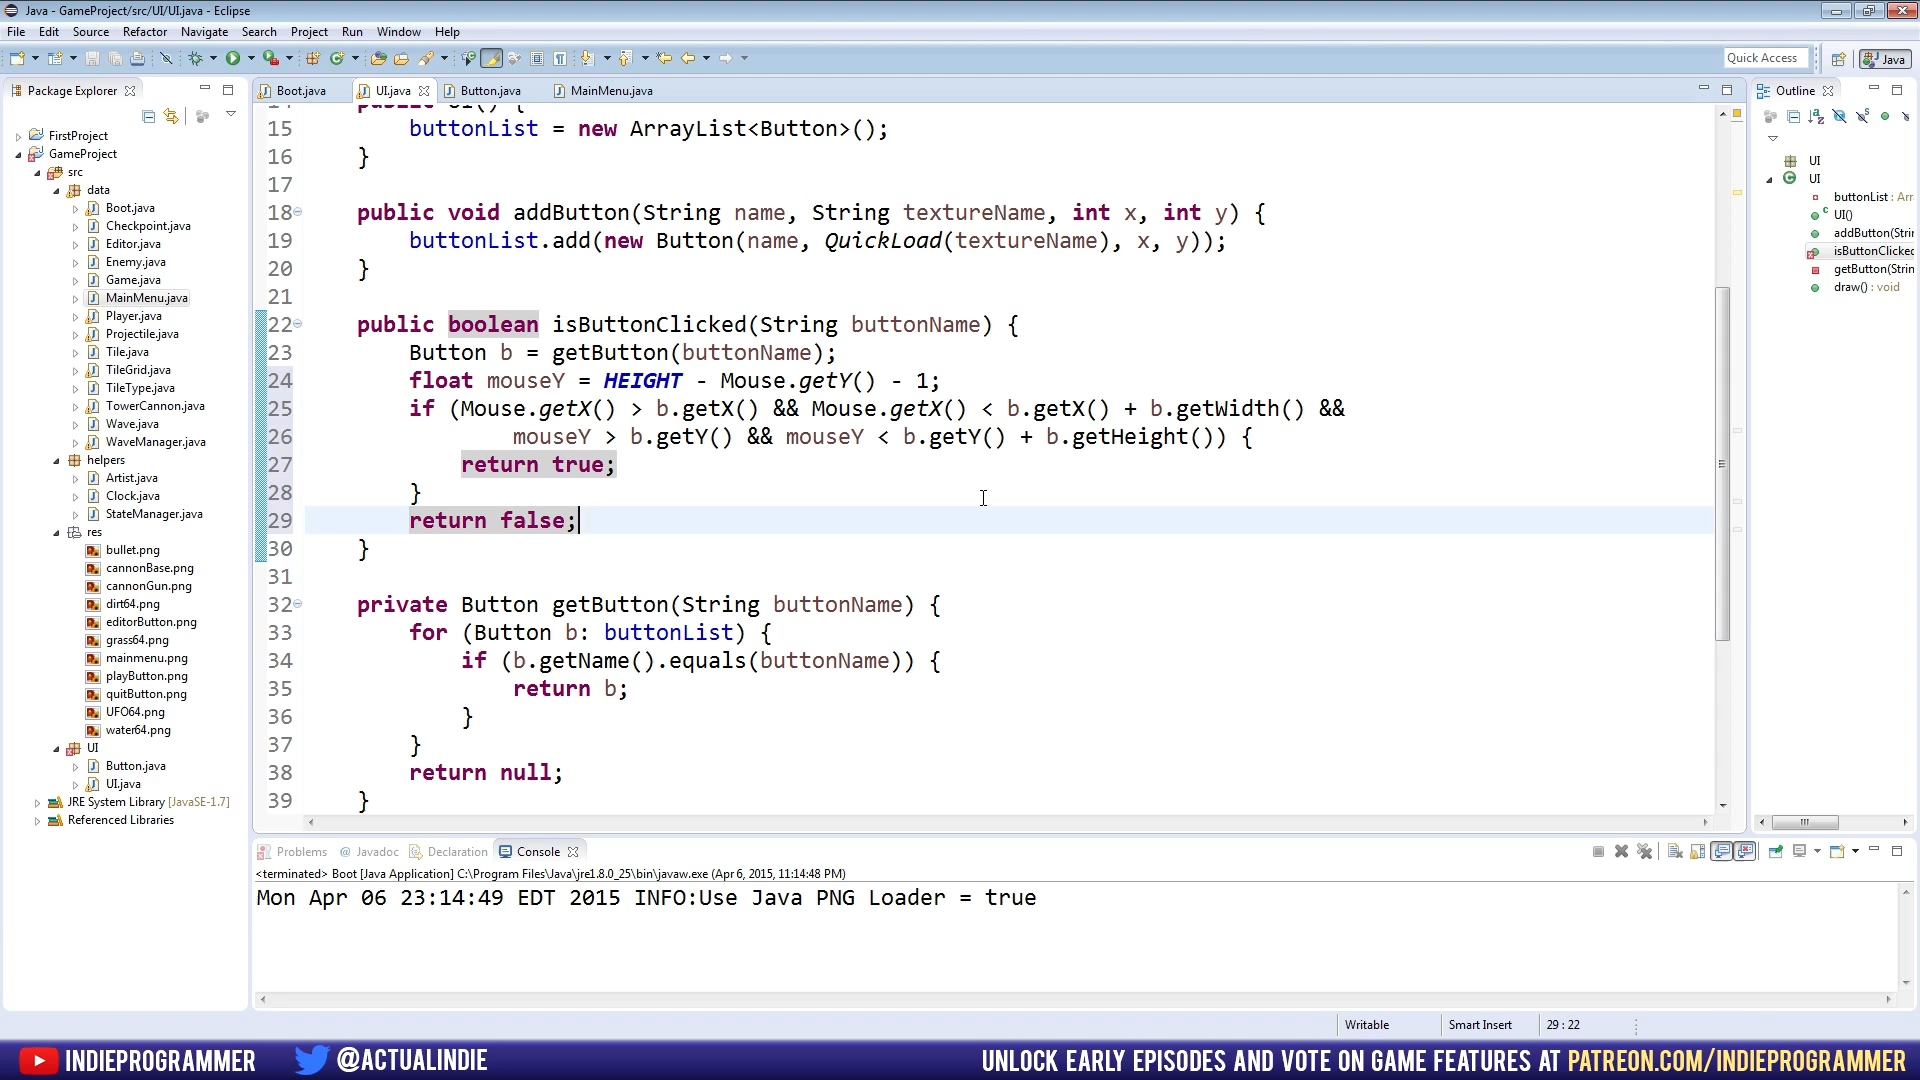 Java - GameProject/src/UI/UI.java - Eclipse
File Edit Source Refactor Navigate Search Project Run Window Help
Quick Access
Java
Package Explorer
FirstProject
GameProject
src
data
Boot.java
Checkpoint.java
Editor.java
Enemy.java
Game.java
MainMenu.java
Player.java
Projectile.java
Tile.java
TileGrid.java
TileType.java
TowerCannon.java
Wave.java
WaveManager.java
helpers
Artist.java
Clock.java
StateManager.java
res
bullet.png
cannonBase.png
cannonGun.png
dirt64.png
editorButton.png
grass64.png
mainmenu.png
playButton.png
quitButton.png
UFO64.png
water64.png
UI
Button.java
UI.java
JRE System Library [JavaSE-1.7]
Referenced Libraries
Boot.java UI.java Button.java MainMenu.java
14 public UI() {
15 buttonList = new ArrayList<Button>();
16 }
17
18 public void addButton(String name, String textureName, int x, int y) {
19 buttonList.add(new Button(name, QuickLoad(textureName), x, y));
20 }
21
22 public boolean isButtonClicked(String buttonName) {
23 Button b = getButton(buttonName);
24 float mouseY = HEIGHT - Mouse.getY() - 1;
25 if (Mouse.getX() > b.getX() && Mouse.getX() < b.getX() + b.getWidth() &&
26 mouseY > b.getY() && mouseY < b.getY() + b.getHeight()) {
27 return true;
28 }
29 return false;
30 }
31
32 private Button getButton(String buttonName) {
33 for (Button b: buttonList) {
34 if (b.getName().equals(buttonName)) {
35 return b;
36 }
37 }
38 return null;
39 }
Outline
UI
UI
buttonList : Arr
UI()
addButton(Strin
isButtonClicked
getButton(Strin
draw() : void
Problems @ Javadoc Declaration Console
<terminated> Boot [Java Application] C:\Program Files\Java\jre1.8.0_25\bin\javaw.exe (Apr 6, 2015, 11:14:48 PM)
Mon Apr 06 23:14:49 EDT 2015 INFO:Use Java PNG Loader = true
Writable Smart Insert 29 : 22
INDIEPROGRAMMER @ACTUALINDIE UNLOCK EARLY EPISODES AND VOTE ON GAME FEATURES AT PATREON.COM/INDIEPROGRAMMER